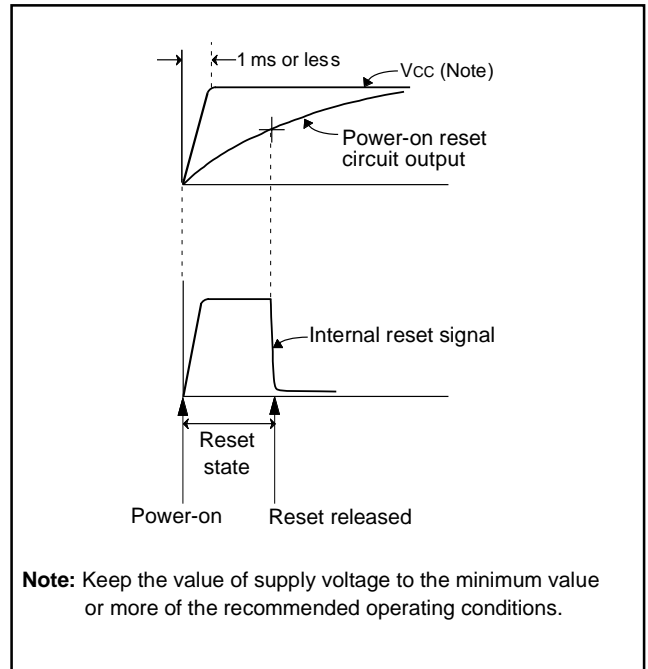 1 ms or less
VCC (Note)
Power-on reset
circuit output
Internal reset signal
Reset
state
Power-on
Reset released
Note: Keep the value of supply voltage to the minimum value
or more of the recommended operating conditions.